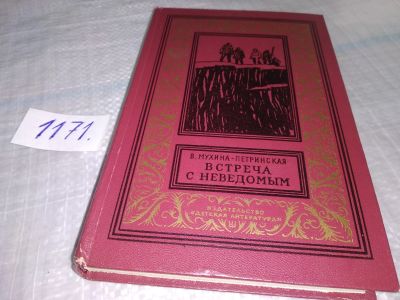 1171.
В. МУХИНА-ПЕТРИНСКАЯ
ВСТРЕЧА
С НЕВЕДОМЫМ
ИЗДАТЕЛЬСТВО
«ДЕТСКАЯ ЛИТЕРАТУРА»